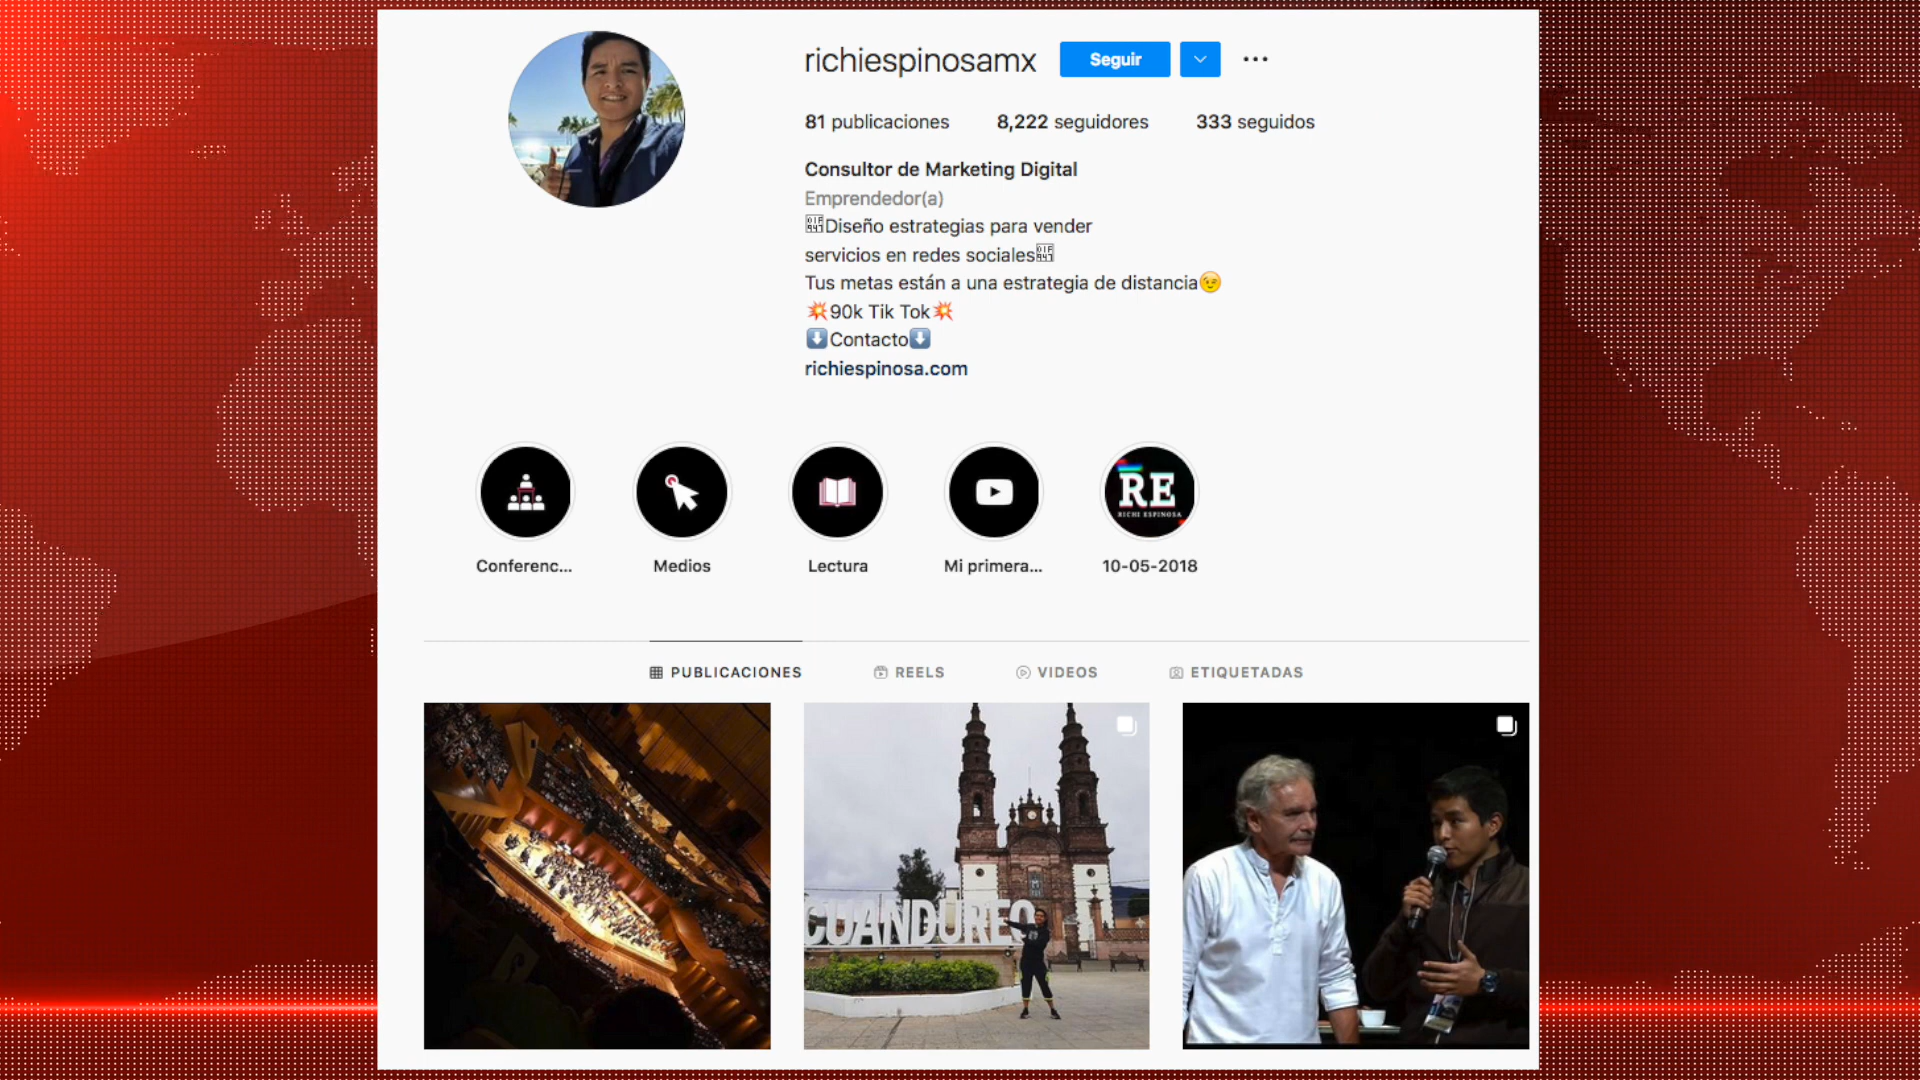 richiespinosamx Seguir
81 publicaciones 8,222 seguidores 333 seguidos
Consultor de Marketing Digital
Emprendedor(a)
Diseño estrategias para vender
servicios en redes sociales
Tus metas están a una estrategia de distancia😉
💥90k Tik Tok💥
⬇️Contacto⬇️
richiespinosa.com
RE
RICHI ESPINOSA
Conferenc... Medios Lectura Mi primera... 10-05-2018
PUBLICACIONES REELS VIDEOS ETIQUETADAS
CUANDUREO